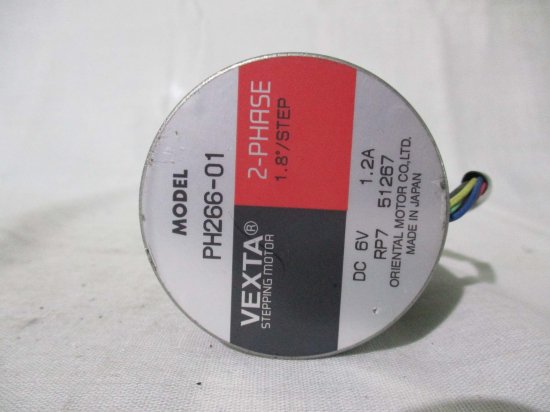 MODEL
PH266-01
VEXTA®
STEPPING MOTOR
2-PHASE
1.8°/STEP
DC 6V 1.2A
RP7 51267
ORIENTAL MOTOR CO.,LTD.
MADE IN JAPAN